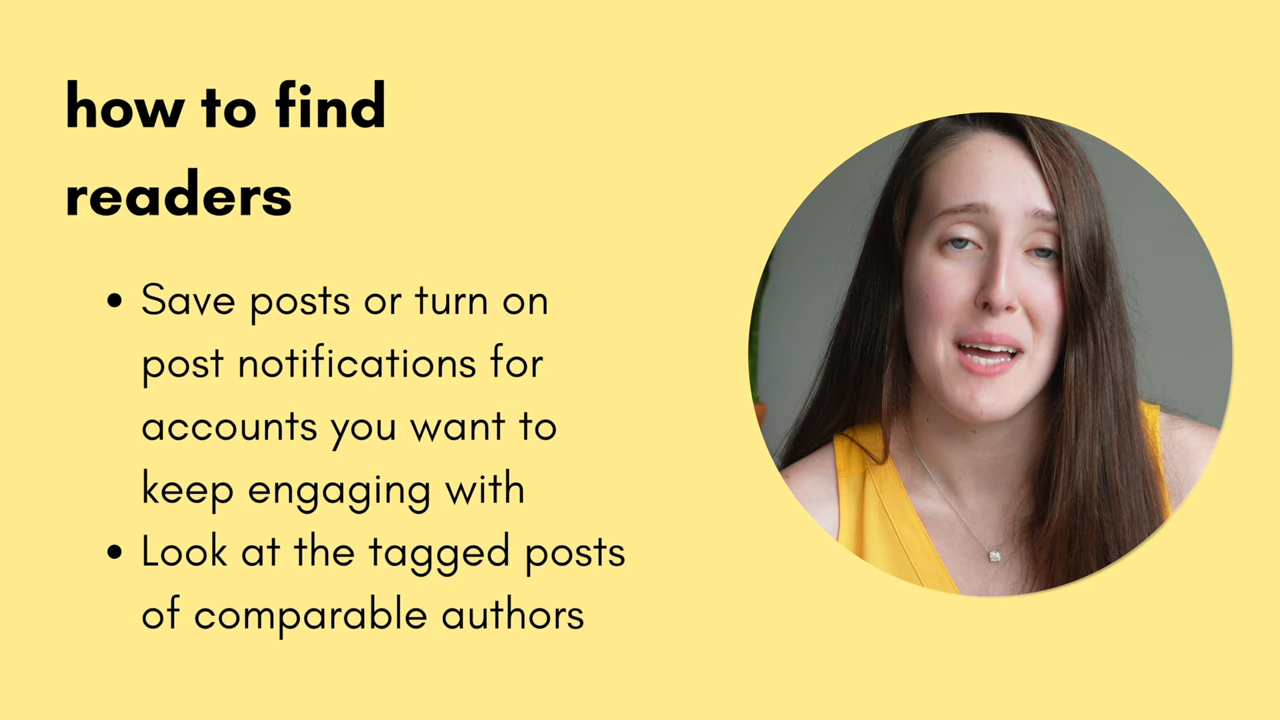 how to find
readers
• Save posts or turn on
post notifications for
accounts you want to
keep engaging with
• Look at the tagged posts
of comparable authors